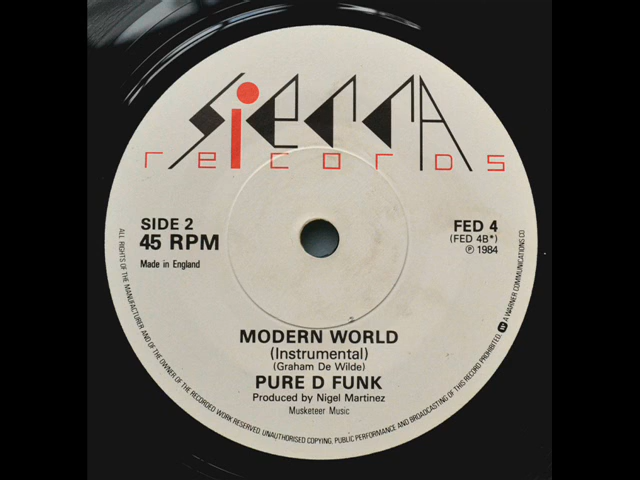 SiERRA
records
SIDE 2
45 RPM
Made in England
FED 4
(FED 4B*)
℗ 1984
MODERN WORLD
(Instrumental)
(Graham De Wilde)
PURE D FUNK
Produced by Nigel Martinez
Musketeer Music
ALL RIGHTS OF THE MANUFACTURER AND OF THE OWNER OF THE RECORDED WORK RESERVED. UNAUTHORISED COPYING, PUBLIC PERFORMANCE AND BROADCASTING OF THIS RECORD PROHIBITED. A WARNER COMMUNICATIONS CO